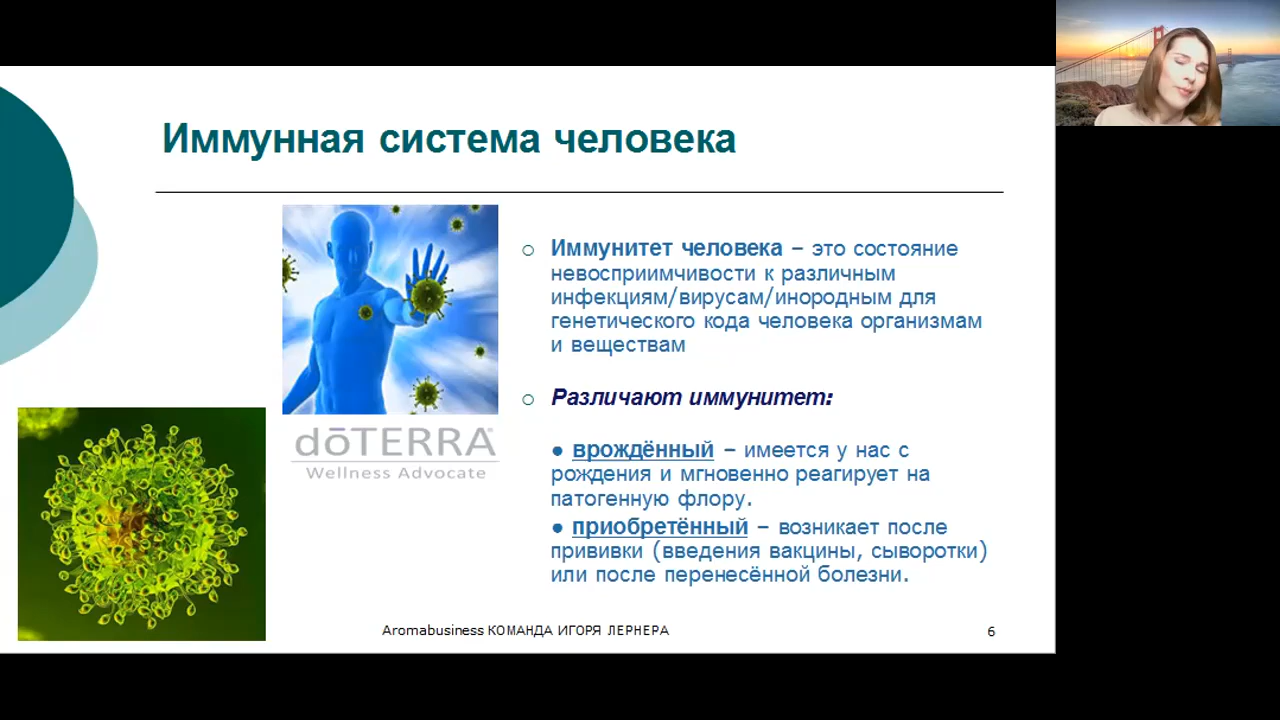 Иммунная система человека
Иммунитет человека – это состояние
невосприимчивости к различным
инфекциям/вирусам/инородным для
генетического кода человека организмам
и веществам
Различают иммунитет:
● врождённый – имеется у нас с
рождения и мгновенно реагирует на
патогенную флору.
● приобретённый – возникает после
прививки (введения вакцины, сыворотки)
или после перенесённой болезни.
dōTERRA®
Wellness Advocate
Aromabusiness КОМАНДА ИГОРЯ ЛЕРНЕРА
6